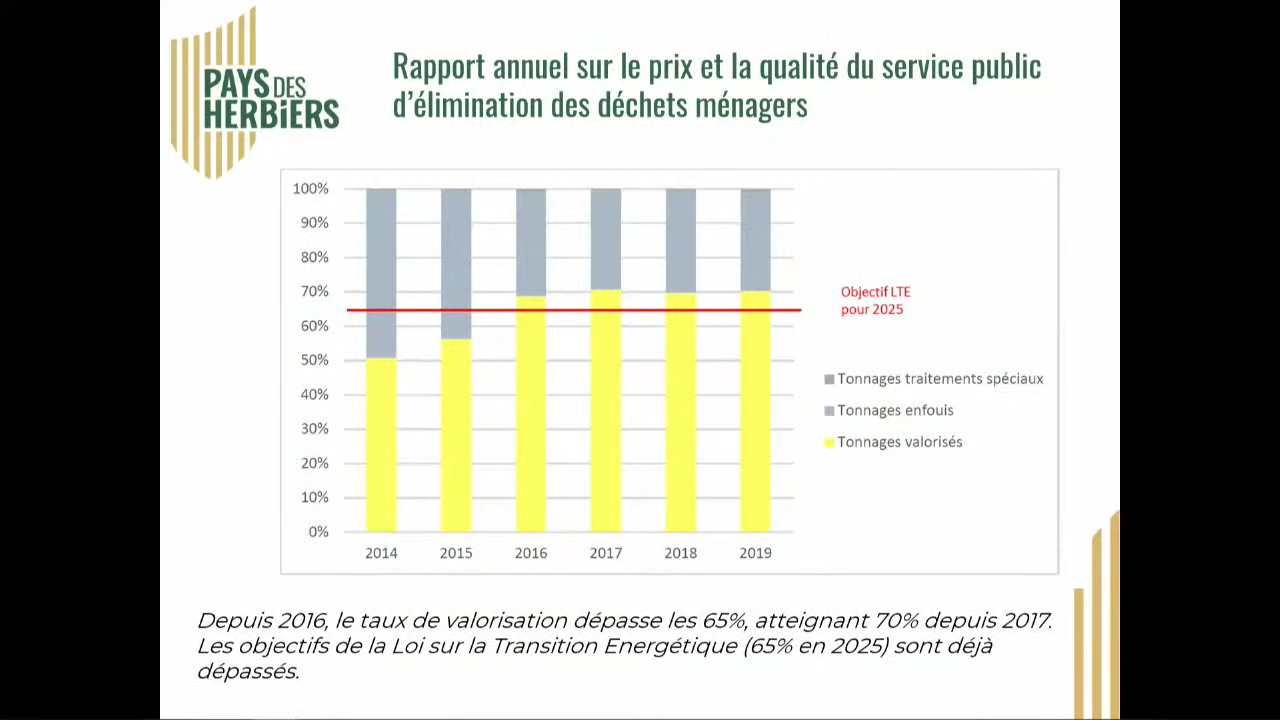 PAYS DES
HERBiERS
Rapport annuel sur le prix et la qualité du service public
d’élimination des déchets ménagers
100%
90%
80%
70%
60%
50%
40%
30%
20%
10%
0%
2014 2015 2016 2017 2018 2019
Objectif LTE
pour 2025
Tonnages traitements spéciaux
Tonnages enfouis
Tonnages valorisés
Depuis 2016, le taux de valorisation dépasse les 65%, atteignant 70% depuis 2017.
Les objectifs de la Loi sur la Transition Energétique (65% en 2025) sont déjà
dépassés.